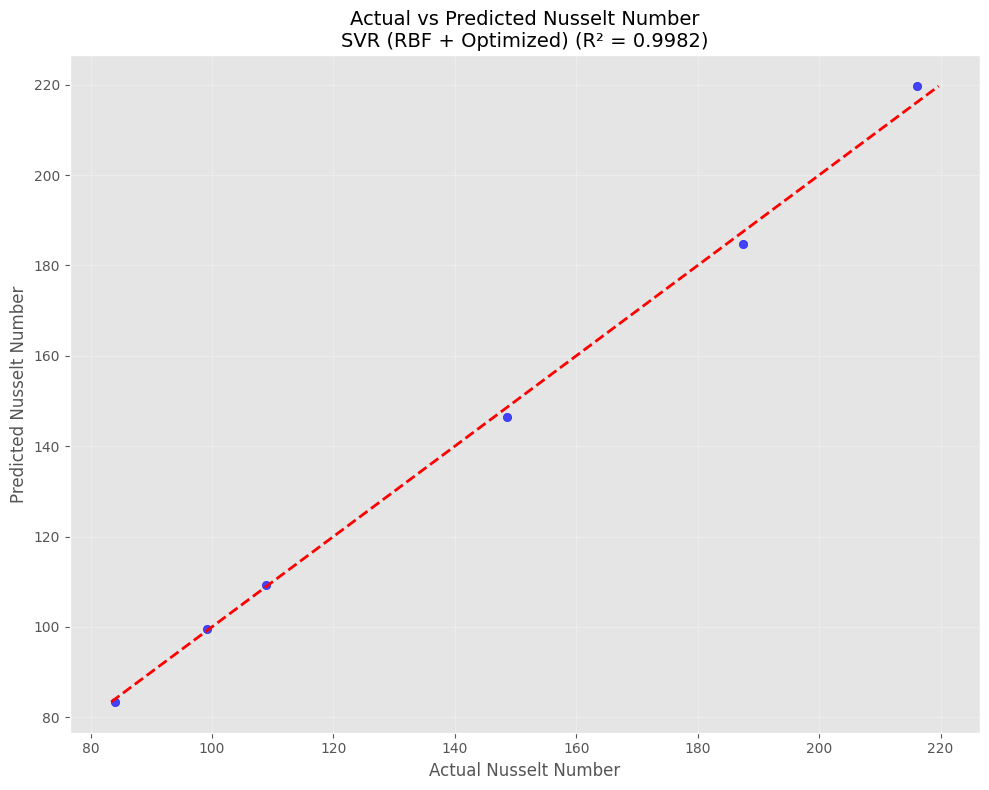 Actual vs Predicted Nusselt Number
SVR (RBF + Optimized) (R² = 0.9982)
220
200
180
160
140
120
100
80
Predicted Nusselt Number
80 100 120 140 160 180 200 220
Actual Nusselt Number